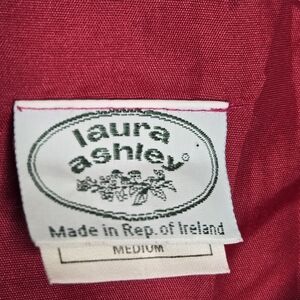 laura
ashley®
Made in Rep. of Ireland
MEDIUM